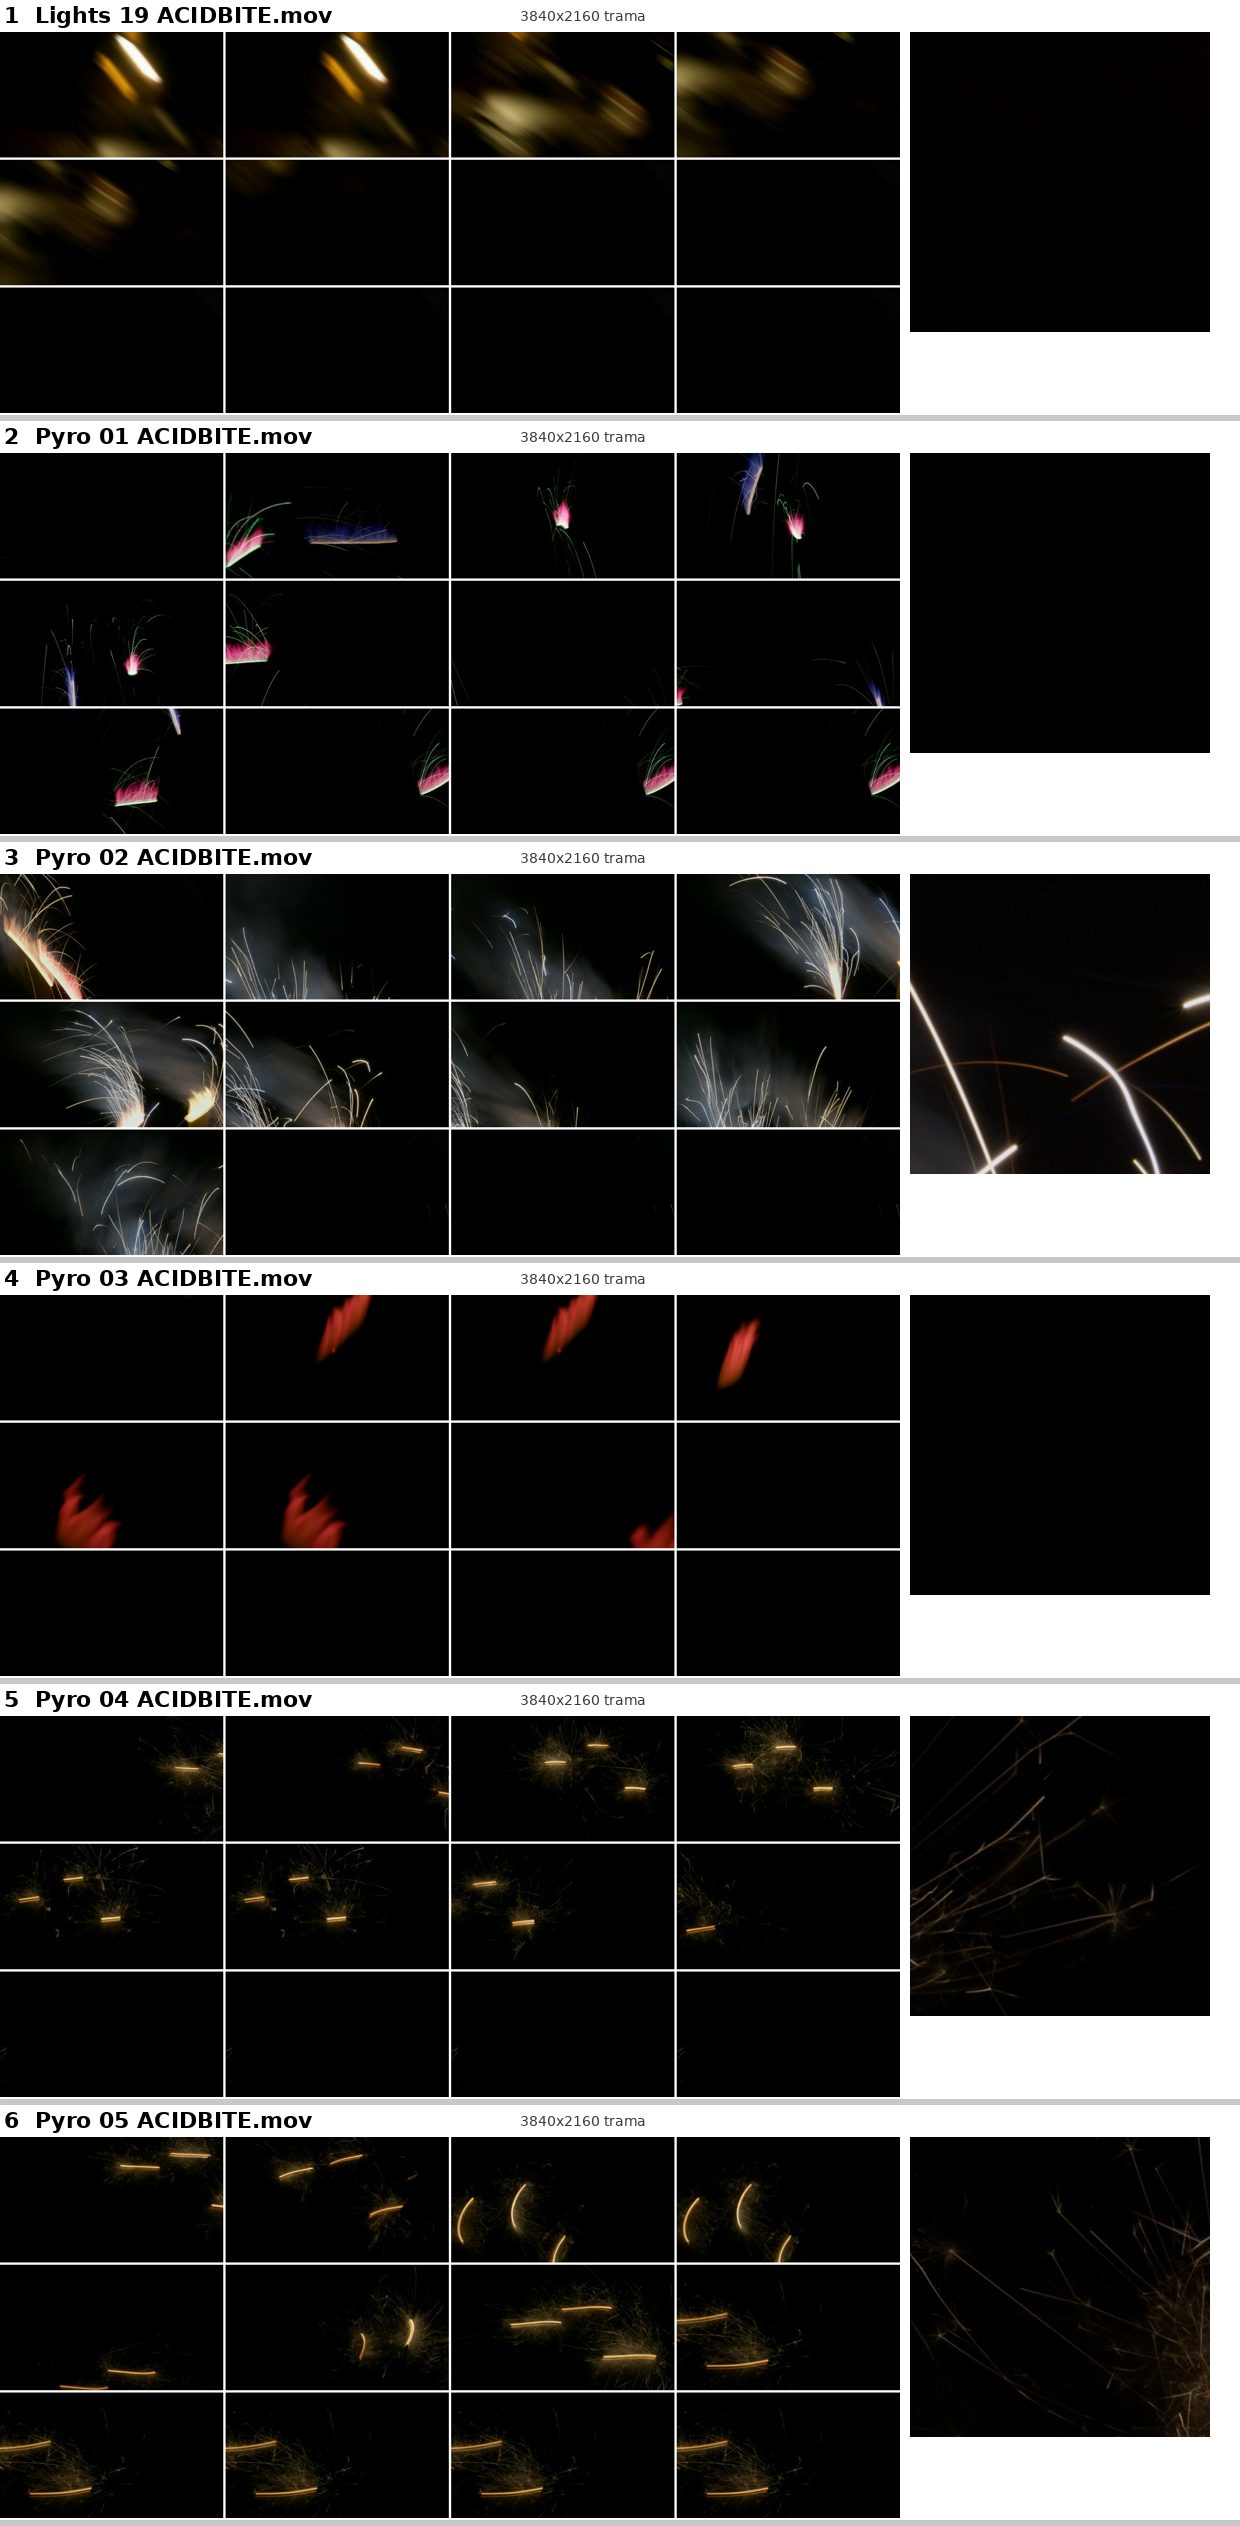 1 Lights 19 ACIDBITE.mov 3840x2160 trama
2 Pyro 01 ACIDBITE.mov 3840x2160 trama
3 Pyro 02 ACIDBITE.mov 3840x2160 trama
4 Pyro 03 ACIDBITE.mov 3840x2160 trama
5 Pyro 04 ACIDBITE.mov 3840x2160 trama
6 Pyro 05 ACIDBITE.mov 3840x2160 trama